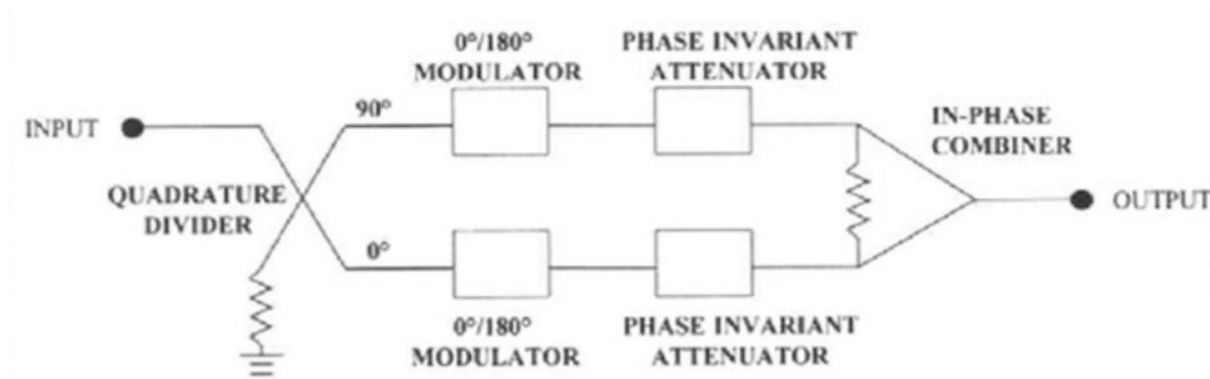 0°/180°
MODULATOR
PHASE INVARIANT
ATTENUATOR
90°
INPUT
IN-PHASE
COMBINER
QUADRATURE
DIVIDER
OUTPUT
0°
0°/180°
MODULATOR
PHASE INVARIANT
ATTENUATOR